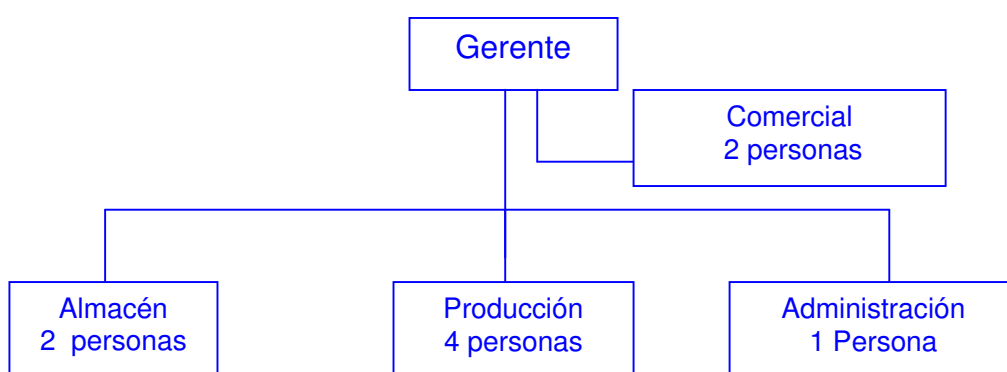 Gerente
Comercial
2 personas
Almacén
2 personas
Producción
4 personas
Administración
1 Persona